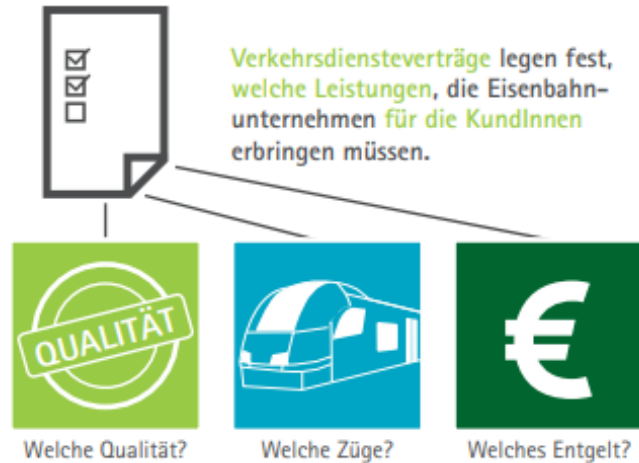 Verkehrsdiensteverträge legen fest,
welche Leistungen, die Eisenbahn-
unternehmen für die KundInnen
erbringen müssen.
QUALITÄT
€
Welche Qualität?
Welche Züge?
Welches Entgelt?